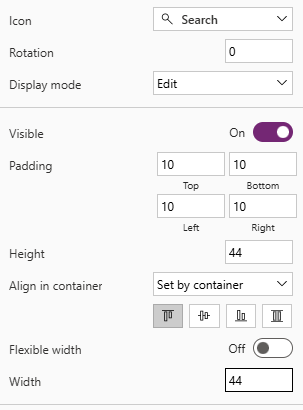 Icon Search
Rotation 0
Display mode Edit
Visible On
Padding 10 10
Top Bottom
10 10
Left Right
Height 44
Align in container Set by container
Flexible width Off
Width 44